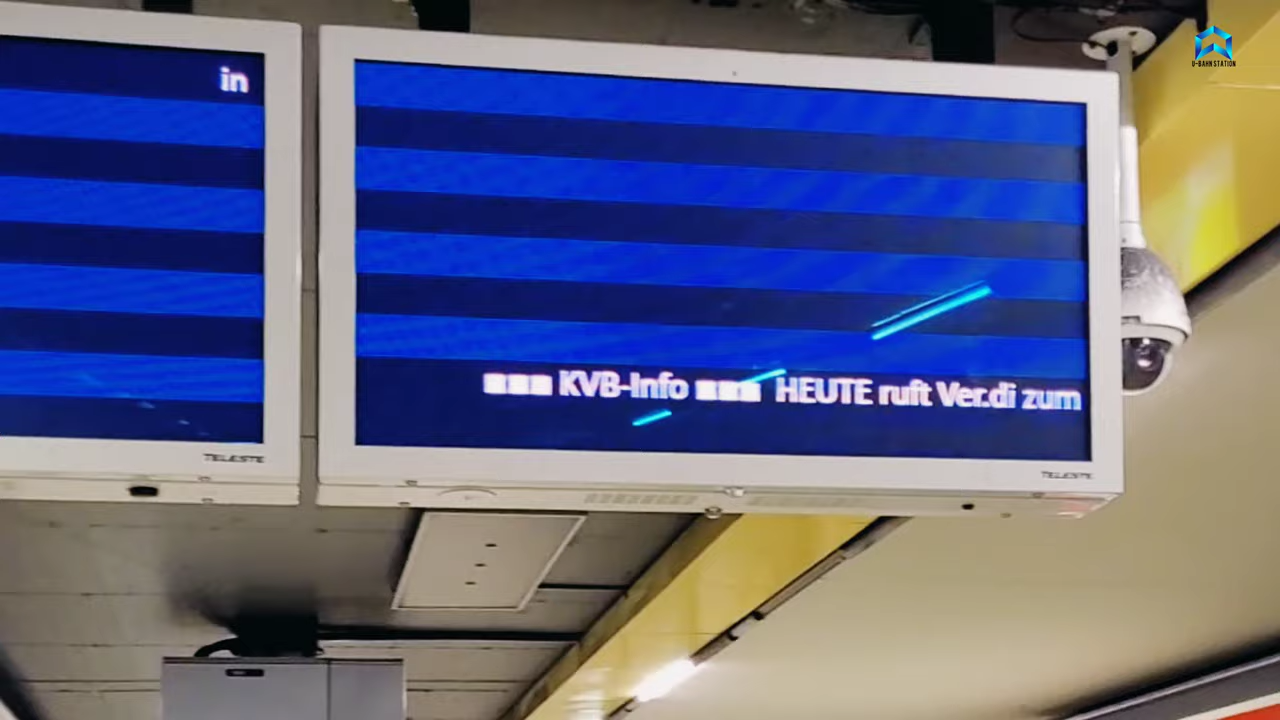 U-BAHN STATION
in
■■■ KVB-Info ■■■ HEUTE ruft Ver.di zum
TELESTE
TELESTE